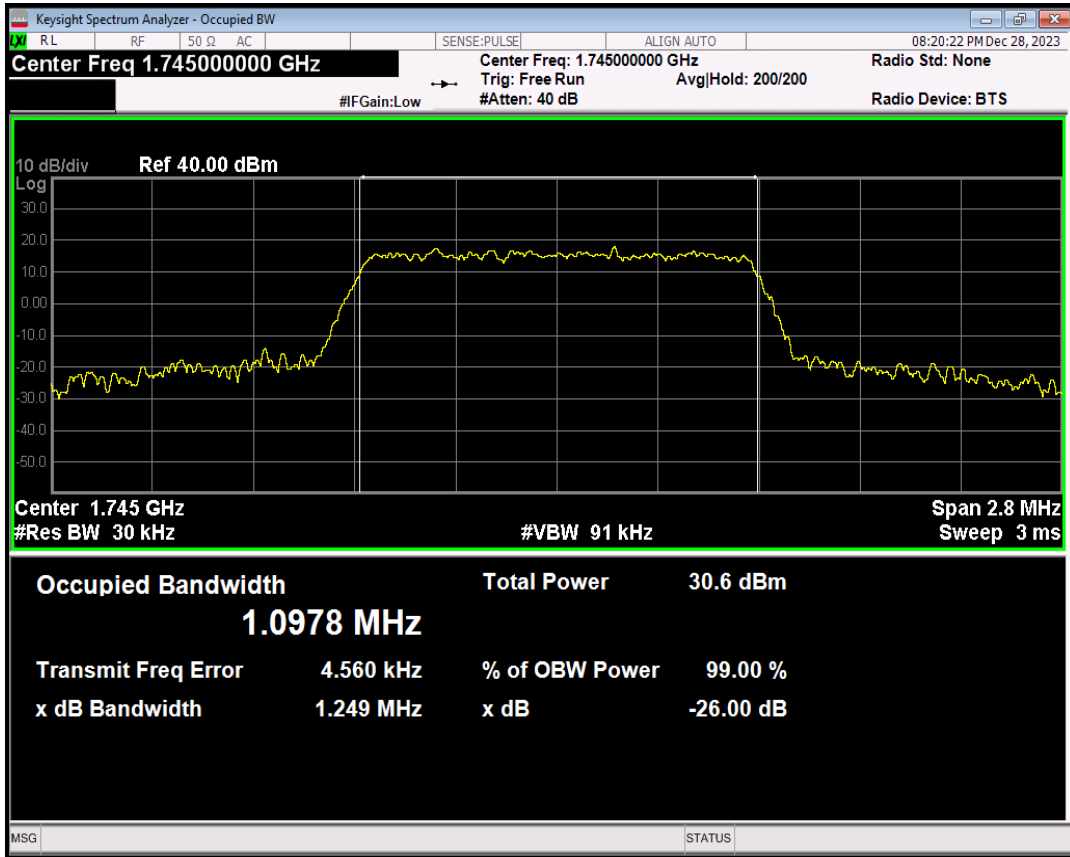 Keysight Spectrum Analyzer - Occupied BW
LXI RL RF 50 Ω AC SENSE:PULSE ALIGN AUTO 08:20:22 PM Dec 28, 2023
Center Freq 1.745000000 GHz Center Freq: 1.745000000 GHz Radio Std: None
Trig: Free Run Avg|Hold: 200/200
#IFGain:Low #Atten: 40 dB Radio Device: BTS
10 dB/div Ref 40.00 dBm
Log
30.0
20.0
10.0
0.00
-10.0
-20.0
-30.0
-40.0
-50.0
Center 1.745 GHz Span 2.8 MHz
#Res BW 30 kHz #VBW 91 kHz Sweep 3 ms
Occupied Bandwidth Total Power 30.6 dBm
1.0978 MHz
Transmit Freq Error 4.560 kHz % of OBW Power 99.00 %
x dB Bandwidth 1.249 MHz x dB -26.00 dB
MSG STATUS